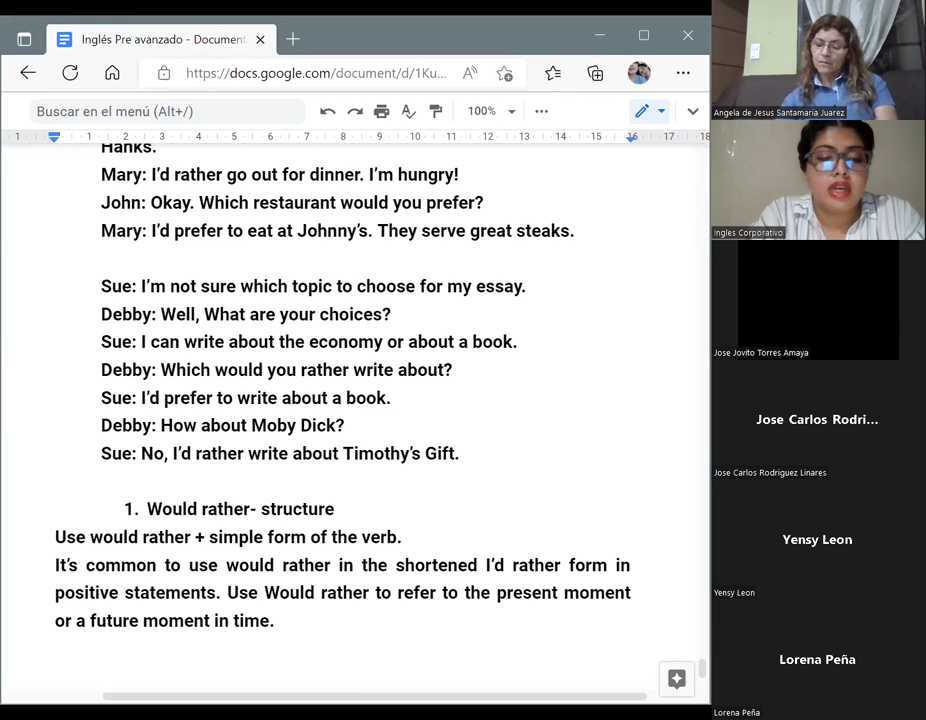 Inglés Pre avanzado - Document
https://docs.google.com/document/d/1Ku...
Buscar en el menú (Alt+/)
100%
1 1 2 3 4 5 6 7 8 9 10 11 12 13 14 15 16 17 18
Hanks.
Mary: I'd rather go out for dinner. I'm hungry!
John: Okay. Which restaurant would you prefer?
Mary: I'd prefer to eat at Johnny's. They serve great steaks.
Sue: I'm not sure which topic to choose for my essay.
Debby: Well, What are your choices?
Sue: I can write about the economy or about a book.
Debby: Which would you rather write about?
Sue: I'd prefer to write about a book.
Debby: How about Moby Dick?
Sue: No, I'd rather write about Timothy's Gift.
1. Would rather- structure
Use would rather + simple form of the verb.
It's common to use would rather in the shortened I'd rather form in
positive statements. Use Would rather to refer to the present moment
or a future moment in time.
Angela de Jesus Santamaria Juarez
Ingles Corporativo
Jose Jovito Torres Amaya
Jose Carlos Rodri...
Jose Carlos Rodriguez Linares
Yensy Leon
Yensy Leon
Lorena Peña
Lorena Peña